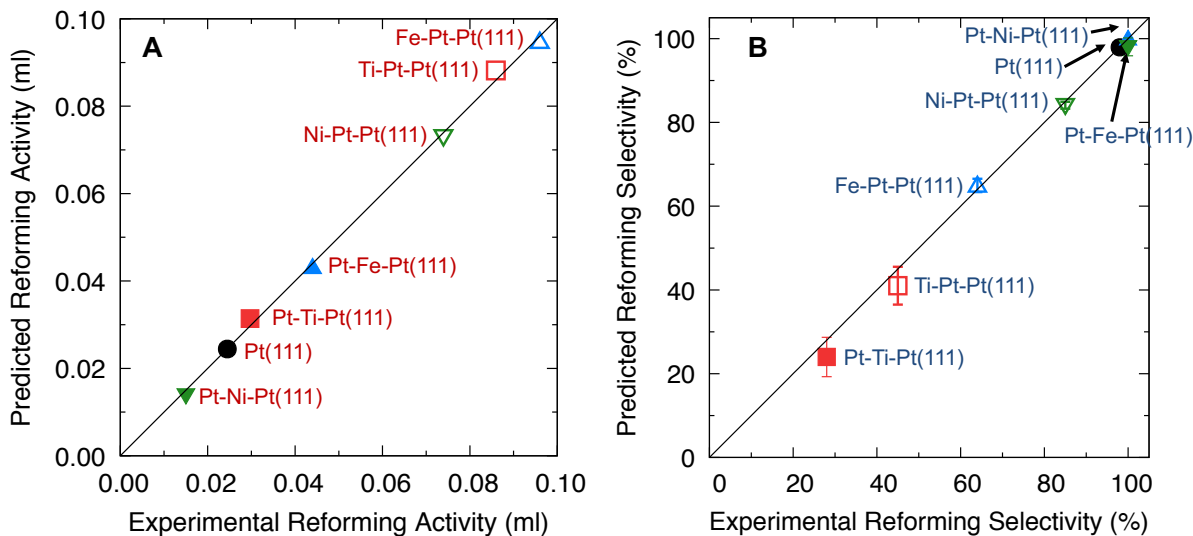 A
Predicted Reforming Activity (ml)
0.10
0.08
0.06
0.04
0.02
0.00
Fe-Pt-Pt(111)
Ti-Pt-Pt(111)
Ni-Pt-Pt(111)
Pt-Fe-Pt(111)
Pt-Ti-Pt(111)
Pt(111)
Pt-Ni-Pt(111)
0.00 0.02 0.04 0.06 0.08 0.10
Experimental Reforming Activity (ml)
B
Predicted Reforming Selectivity (%)
100
80
60
40
20
0
Pt-Ni-Pt(111)
Pt(111)
Ni-Pt-Pt(111)
Pt-Fe-Pt(111)
Fe-Pt-Pt(111)
Ti-Pt-Pt(111)
Pt-Ti-Pt(111)
0 20 40 60 80 100
Experimental Reforming Selectivity (%)